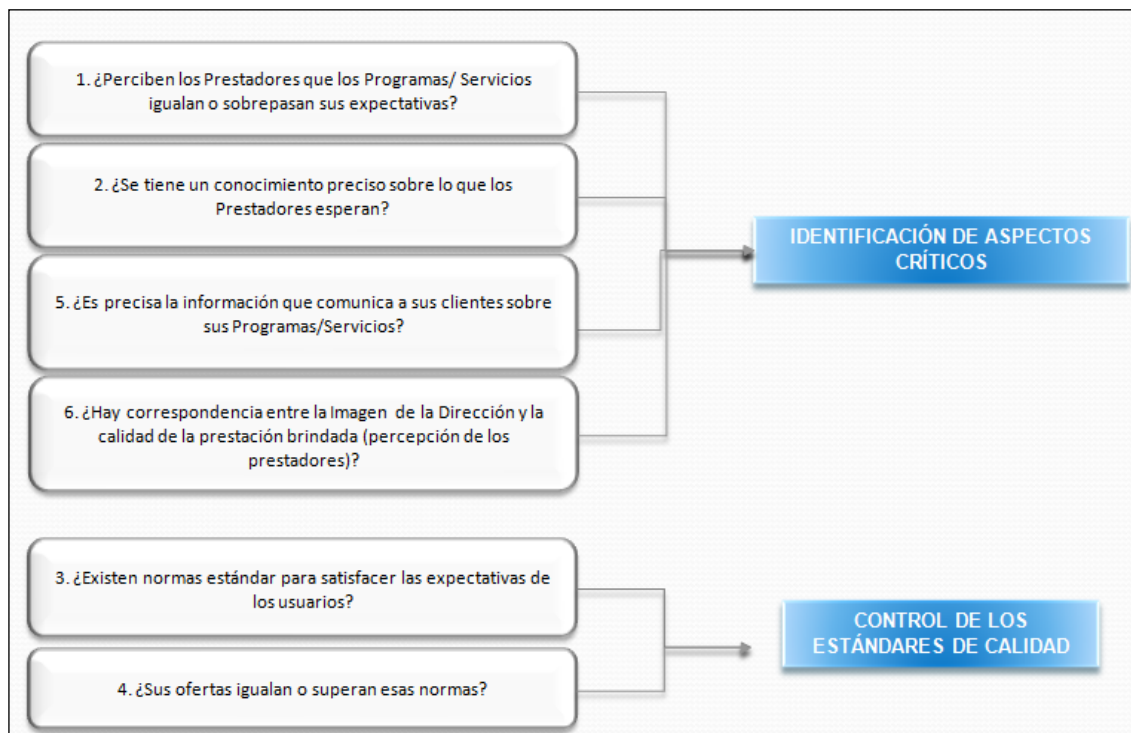 1. ¿Perciben los Prestadores que los Programas/ Servicios
igualan o sobrepasan sus expectativas?
2. ¿Se tiene un conocimiento preciso sobre lo que los
Prestadores esperan?
IDENTIFICACIÓN DE ASPECTOS
CRÍTICOS
5. ¿Es precisa la información que comunica a sus clientes sobre
sus Programas/Servicios?
6. ¿Hay correspondencia entre la Imagen de la Dirección y la
calidad de la prestación brindada (percepción de los
prestadores)?
3. ¿Existen normas estándar para satisfacer las expectativas de
los usuarios?
CONTROL DE LOS
ESTÁNDARES DE CALIDAD
4. ¿Sus ofertas igualan o superan esas normas?